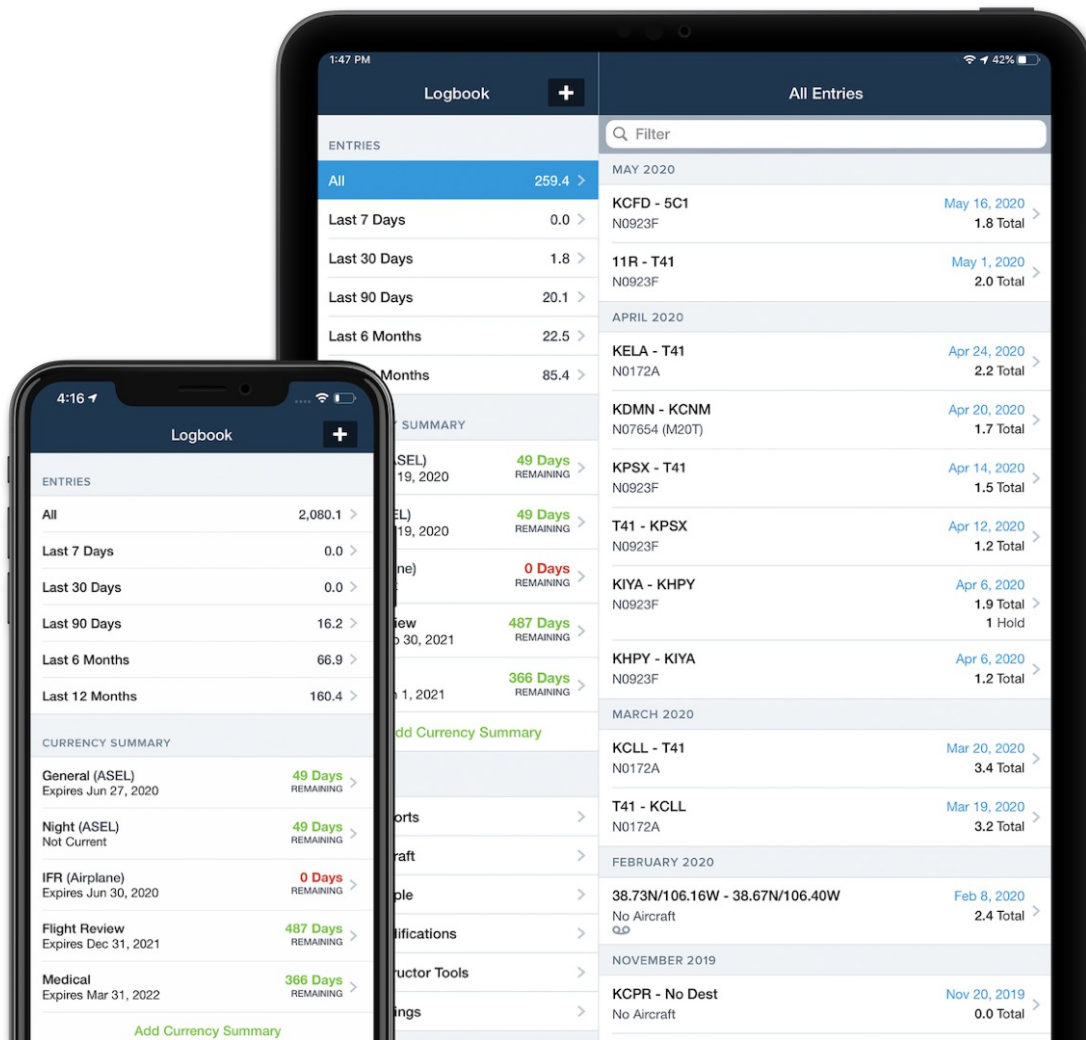 1:47 PM
42%
Logbook
+
All Entries
Filter
ENTRIES
All 259.4
Last 7 Days 0.0
Last 30 Days 1.8
Last 90 Days 20.1
Last 6 Months 22.5
Months 85.4
SUMMARY
ASEL) 49 Days
19, 2020 REMAINING
EL) 49 Days
19, 2020 REMAINING
ne) 0 Days
REMAINING
iew 487 Days
30, 2021 REMAINING
366 Days
1, 2021 REMAINING
dd Currency Summary
orts
raft
ple
lifications
ructor Tools
ings
MAY 2020
KCFD - 5C1 May 16, 2020
N0923F 1.8 Total
11R - T41 May 1, 2020
N0923F 2.0 Total
APRIL 2020
KELA - T41 Apr 24, 2020
N0172A 2.2 Total
KDMN - KCNM Apr 20, 2020
N07654 (M20T) 1.7 Total
KPSX - T41 Apr 14, 2020
N0923F 1.5 Total
T41 - KPSX Apr 12, 2020
N0923F 1.2 Total
KIYA - KHPY Apr 6, 2020
N0923F 1.9 Total
1 Hold
KHPY - KIYA Apr 6, 2020
N0923F 1.2 Total
MARCH 2020
KCLL - T41 Mar 20, 2020
N0172A 3.4 Total
T41 - KCLL Mar 19, 2020
N0172A 3.2 Total
FEBRUARY 2020
38.73N/106.16W - 38.67N/106.40W Feb 8, 2020
No Aircraft 2.4 Total
NOVEMBER 2019
KCPR - No Dest Nov 20, 2019
No Aircraft 0.0 Total
4:16
Logbook
+
ENTRIES
All 2,080.1
Last 7 Days 0.0
Last 30 Days 0.0
Last 90 Days 16.2
Last 6 Months 66.9
Last 12 Months 160.4
CURRENCY SUMMARY
General (ASEL) 49 Days
Expires Jun 27, 2020 REMAINING
Night (ASEL) 49 Days
Not Current REMAINING
IFR (Airplane) 0 Days
Expires Jun 30, 2020 REMAINING
Flight Review 487 Days
Expires Dec 31, 2021 REMAINING
Medical 366 Days
Expires Mar 31, 2022 REMAINING
Add Currency Summary